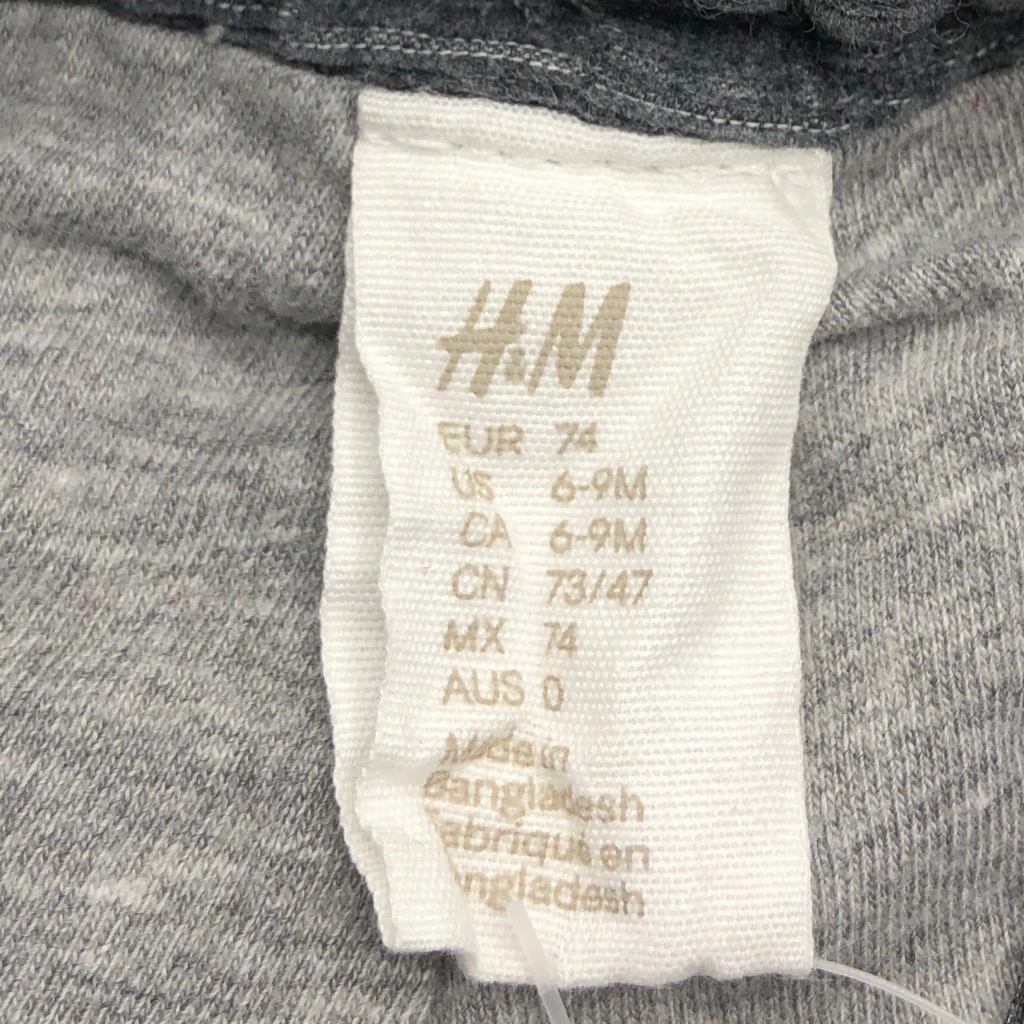 H&M
EUR 74
US 6-9M
CA 6-9M
CN 73/47
MX 74
AUS 0
Made in
Bangladesh
Fabriqué en
Bangladesh